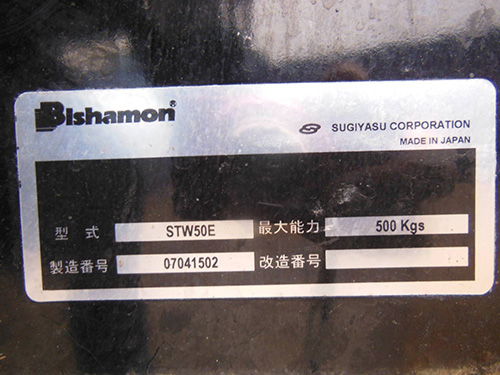 Bishamon®
SUGIYASU CORPORATION
MADE IN JAPAN
型式 STW50E 最大能力 500 Kgs
製造番号 07041502 改造番号